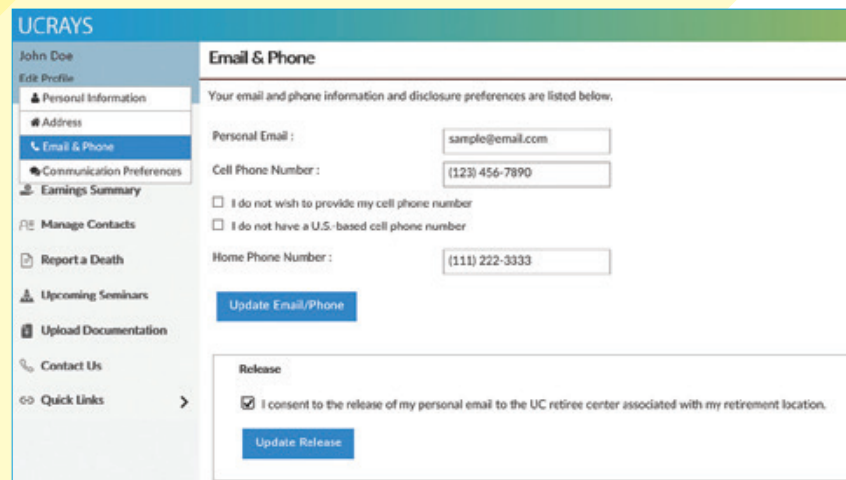 UCRAYS
John Doe
Edit Profile
Personal Information
Address
Email & Phone
Communication Preferences
Earnings Summary
Manage Contacts
Report a Death
Upcoming Seminars
Upload Documentation
Contact Us
Quick Links
Email & Phone
Your email and phone information and disclosure preferences are listed below.
Personal Email : sample@email.com
Cell Phone Number : (123) 456-7890
I do not wish to provide my cell phone number
I do not have a U.S.-based cell phone number
Home Phone Number : (111) 222-3333
Update Email/Phone
Release
I consent to the release of my personal email to the UC retiree center associated with my retirement location.
Update Release